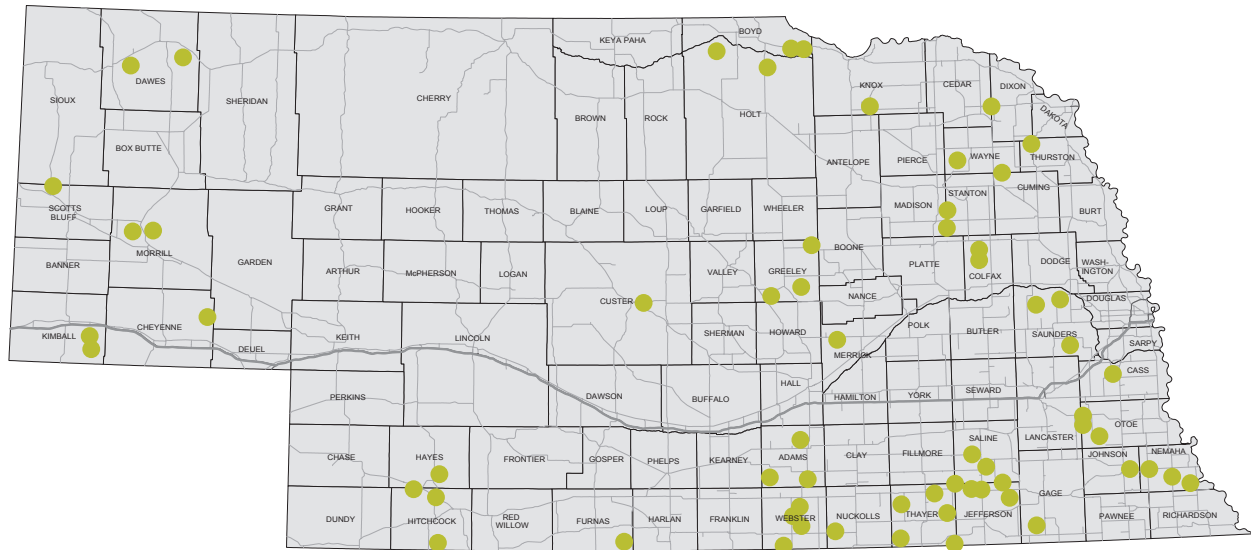 BOYD
KEYA PAHA
DAWES
SIOUX
SHERIDAN
CHERRY
KNOX
CEDAR
DIXON
BROWN
ROCK
HOLT
DAKOTA
BOX BUTTE
ANTELOPE
PIERCE
WAYNE
THURSTON
SCOTTS
BLUFF
GRANT
HOOKER
THOMAS
BLAINE
LOUP
GARFIELD
WHEELER
MADISON
STANTON
CUMING
BURT
BANNER
MORRILL
GARDEN
ARTHUR
McPHERSON
LOGAN
VALLEY
GREELEY
BOONE
PLATTE
COLFAX
DODGE
WASH-
INGTON
CUSTER
NANCE
DOUGLAS
KIMBALL
CHEYENNE
DEUEL
KEITH
LINCOLN
SHERMAN
HOWARD
MERRICK
POLK
BUTLER
SAUNDERS
SARPY
PERKINS
DAWSON
BUFFALO
HALL
HAMILTON
YORK
SEWARD
CASS
CHASE
HAYES
FRONTIER
GOSPER
PHELPS
KEARNEY
ADAMS
CLAY
FILLMORE
SALINE
LANCASTER
OTOE
JOHNSON
NEMAHA
DUNDY
HITCHCOCK
RED
WILLOW
FURNAS
HARLAN
FRANKLIN
WEBSTER
NUCKOLLS
THAYER
JEFFERSON
GAGE
PAWNEE
RICHARDSON